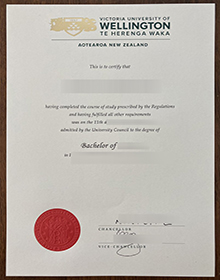 VICTORIA UNIVERSITY OF
WELLINGTON
TE HERENGA WAKA
AOTEAROA NEW ZEALAND
This is to certify that
having completed the course of study prescribed by the Regulations
and having fulfilled all other requirements
was on the 11th d
admitted by the University Council to the degree of
Bachelor of
in
CHANCELLOR
VICE-CHANCELLOR